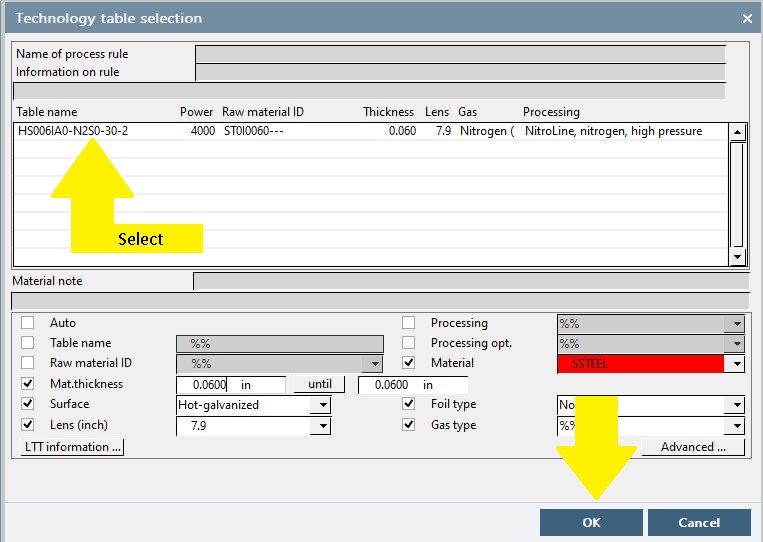 Technology table selection
Name of process rule
Information on rule
Table name Power Raw material ID Thickness Lens Gas Processing
HS006IA0-N2S0-30-2 4000 ST0I0060--- 0.060 7.9 Nitrogen ( NitroLine, nitrogen, high pressure
Select
Material note
Auto Processing %%
Table name %% Processing opt. %%
Raw material ID %% Material SSTEEL
Mat.thickness 0.0600 in until 0.0600 in
Surface Hot-galvanized Foil type No
Lens (inch) 7.9 Gas type %%
LTT information ... Advanced ...
OK Cancel